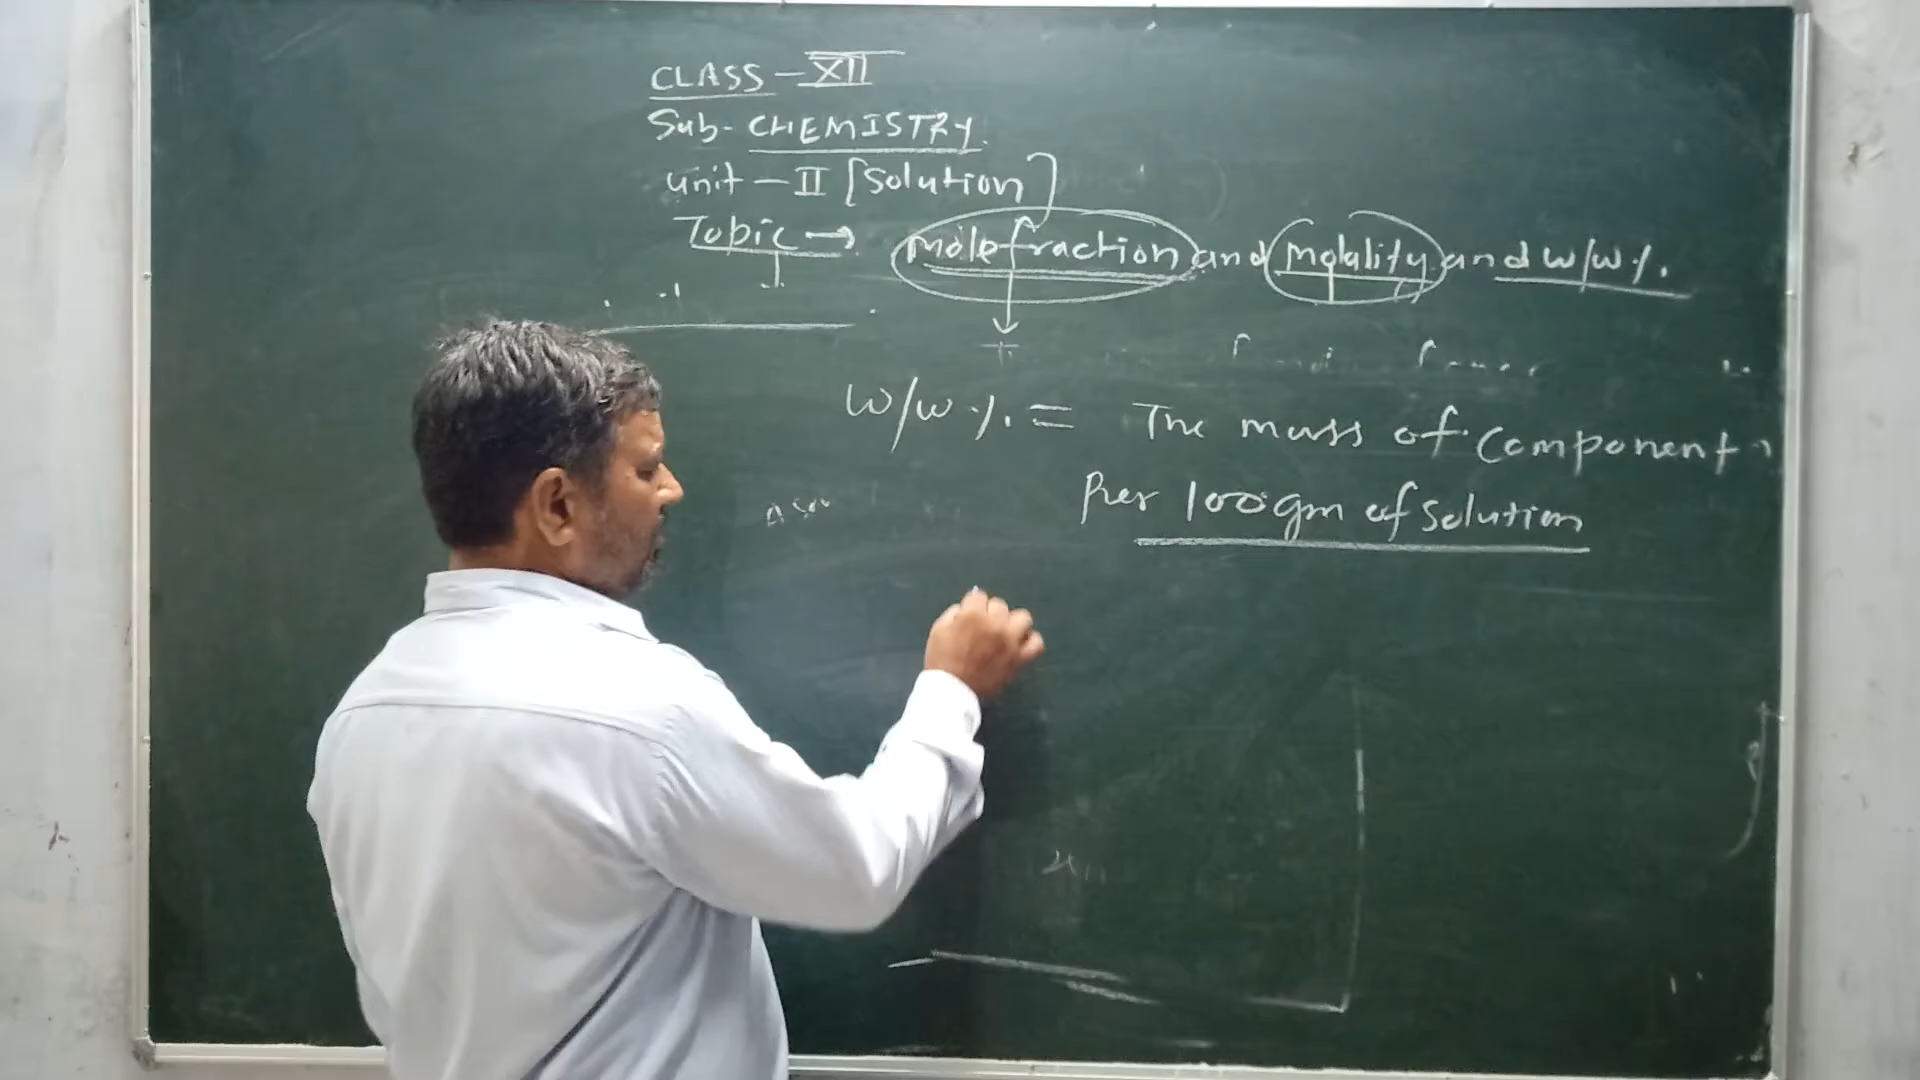 CLASS - XII
Sub- CHEMISTRY.
Unit - II [Solution]
Topic → mole fraction and molality and w/w%.
w/w %. = The mass of component
Per 100gm of solution